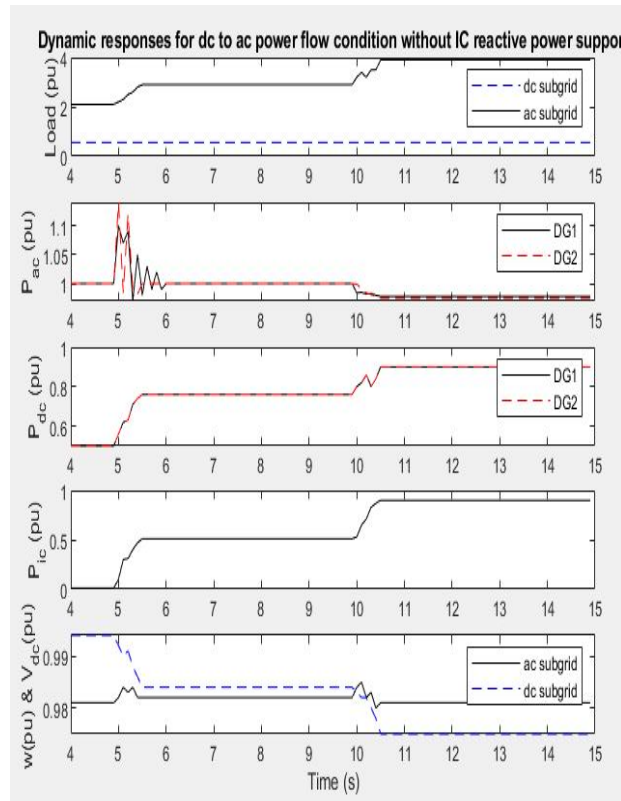 Dynamic responses for dc to ac power flow condition without IC reactive power suppor
Load (pu)
4
2
0
dc subgrid
ac subgrid
4 5 6 7 8 9 10 11 12 13 14 15
P_ac (pu)
1.1
1.05
1
DG1
DG2
4 5 6 7 8 9 10 11 12 13 14 15
P_dc (pu)
1
0.8
0.6
DG1
DG2
4 5 6 7 8 9 10 11 12 13 14 15
P_ic (pu)
1
0.5
0
4 5 6 7 8 9 10 11 12 13 14 15
w(pu) & V_dc(pu)
0.99
0.98
ac subgrid
dc subgrid
4 5 6 7 8 9 10 11 12 13 14 15
Time (s)